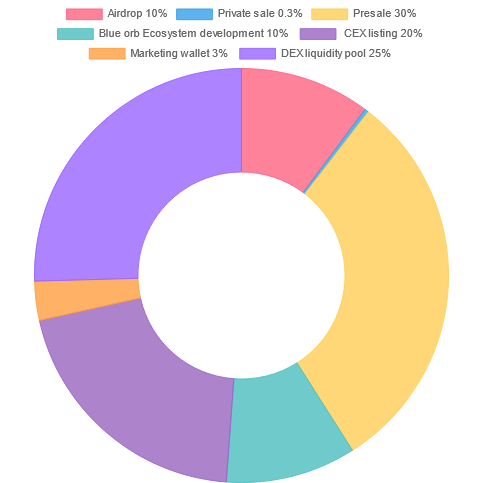 Airdrop 10% Private sale 0.3% Presale 30%
Blue orb Ecosystem development 10% CEX listing 20%
Marketing wallet 3% DEX liquidity pool 25%